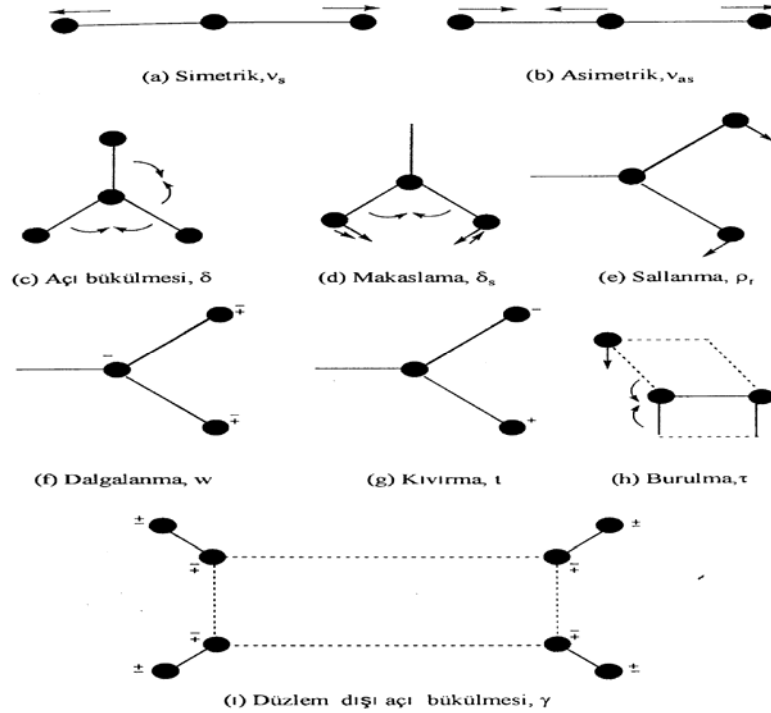 (a) Simetrik, νs
(b) Asimetrik, νas
(c) Açı bükülmesi, δ
(d) Makaslama, δs
(e) Sallanma, ρr
∓
−
∓
(f) Dalgalanma, w
−
+
(g) Kıvırma, t
(h) Burulma, τ
± ±
∓ ∓
∓ ∓
± ±
(ı) Düzlem dışı açı bükülmesi, γ